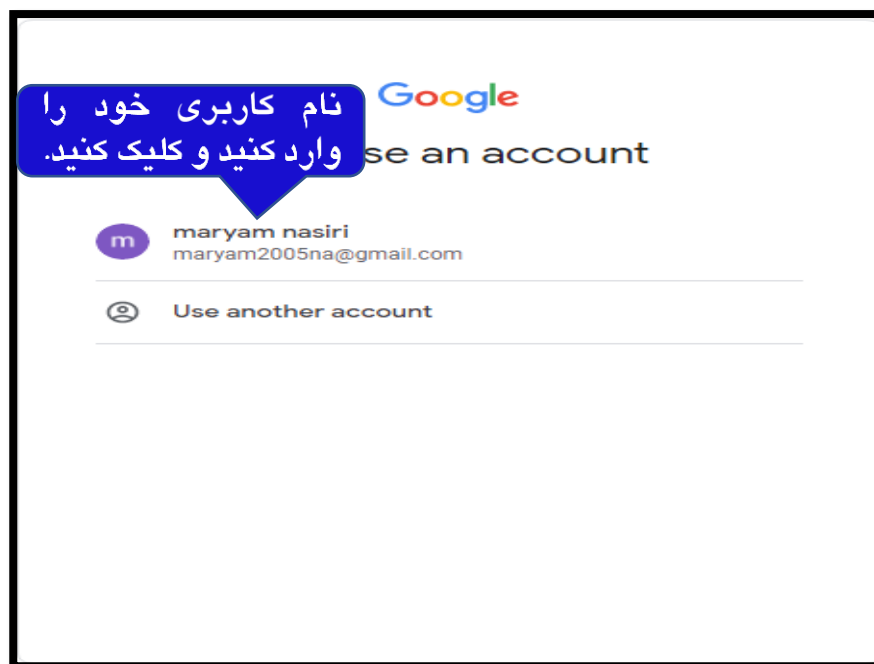 Google
نام کاربری خود را
وارد کنید و کلیک کنید.
se an account
m
maryam nasiri
maryam2005na@gmail.com
Use another account